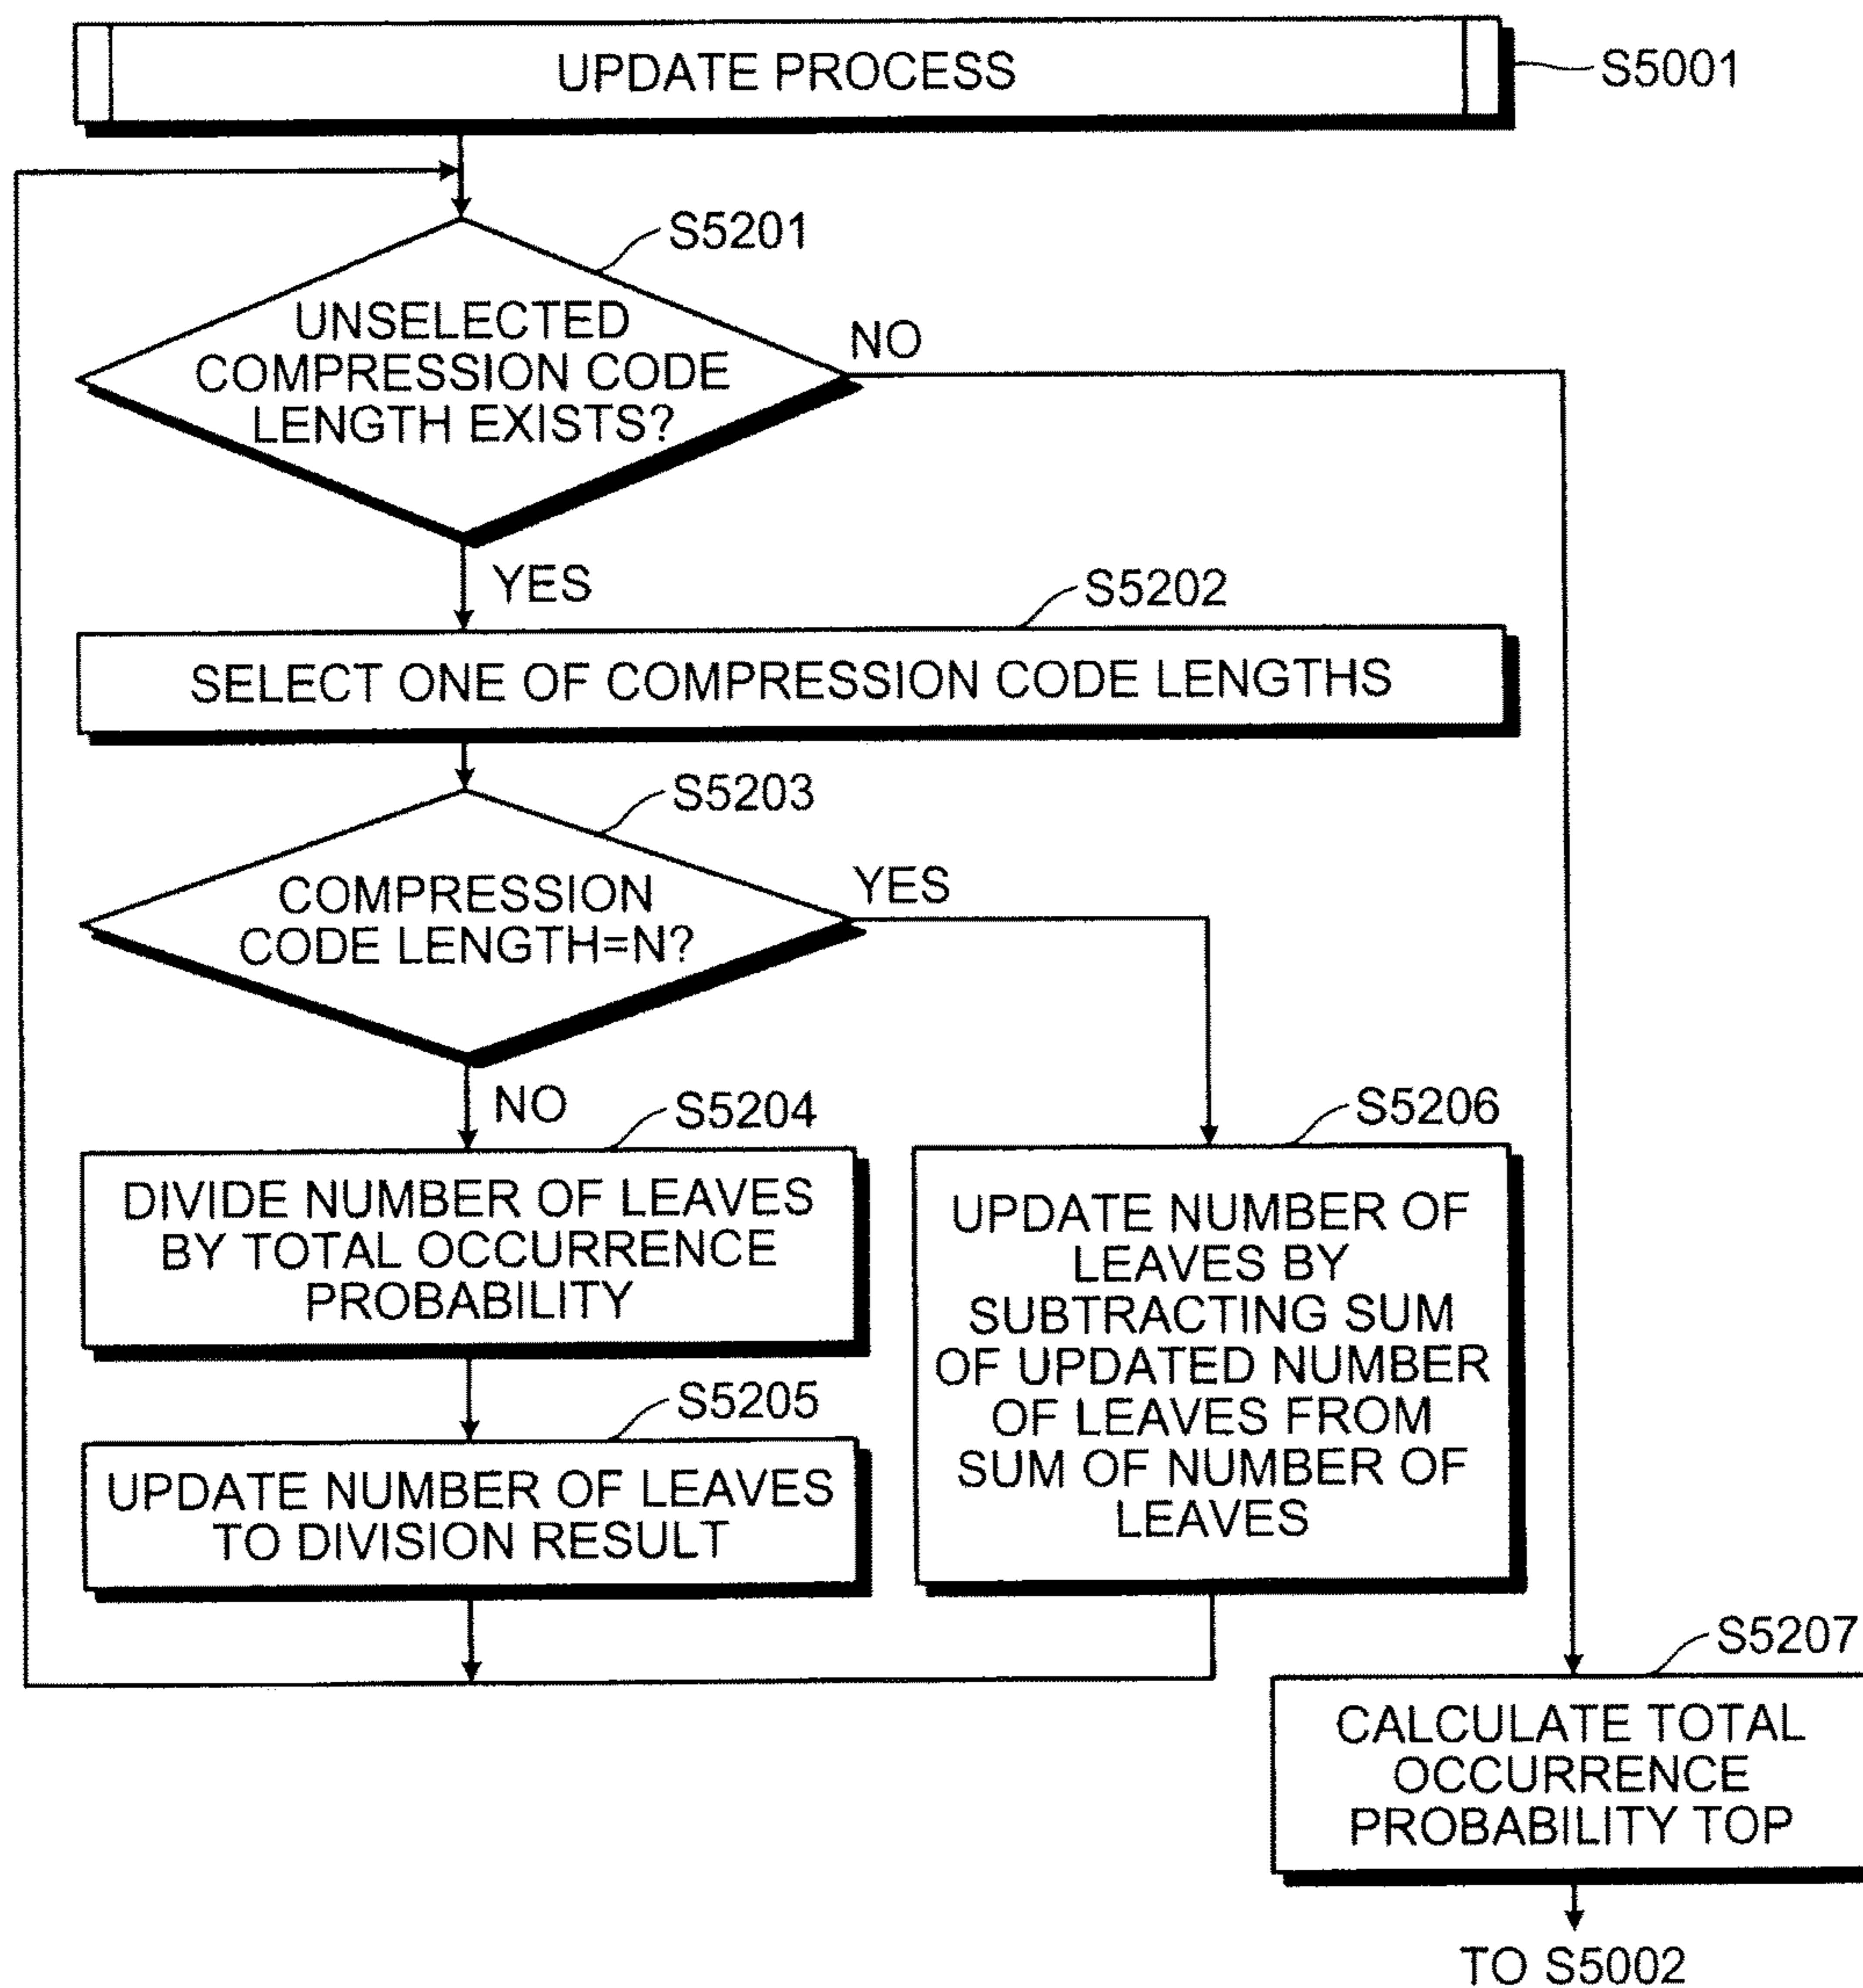 UPDATE PROCESS
S5001
S5201
UNSELECTED
COMPRESSION CODE
LENGTH EXISTS?
NO
YES
S5202
SELECT ONE OF COMPRESSION CODE LENGTHS
S5203
COMPRESSION
CODE LENGTH=N?
YES
NO
S5204
DIVIDE NUMBER OF LEAVES
BY TOTAL OCCURRENCE
PROBABILITY
S5205
UPDATE NUMBER OF LEAVES
TO DIVISION RESULT
S5206
UPDATE NUMBER OF
LEAVES BY
SUBTRACTING SUM
OF UPDATED NUMBER
OF LEAVES FROM
SUM OF NUMBER OF
LEAVES
S5207
CALCULATE TOTAL
OCCURRENCE
PROBABILITY TOP
TO S5002